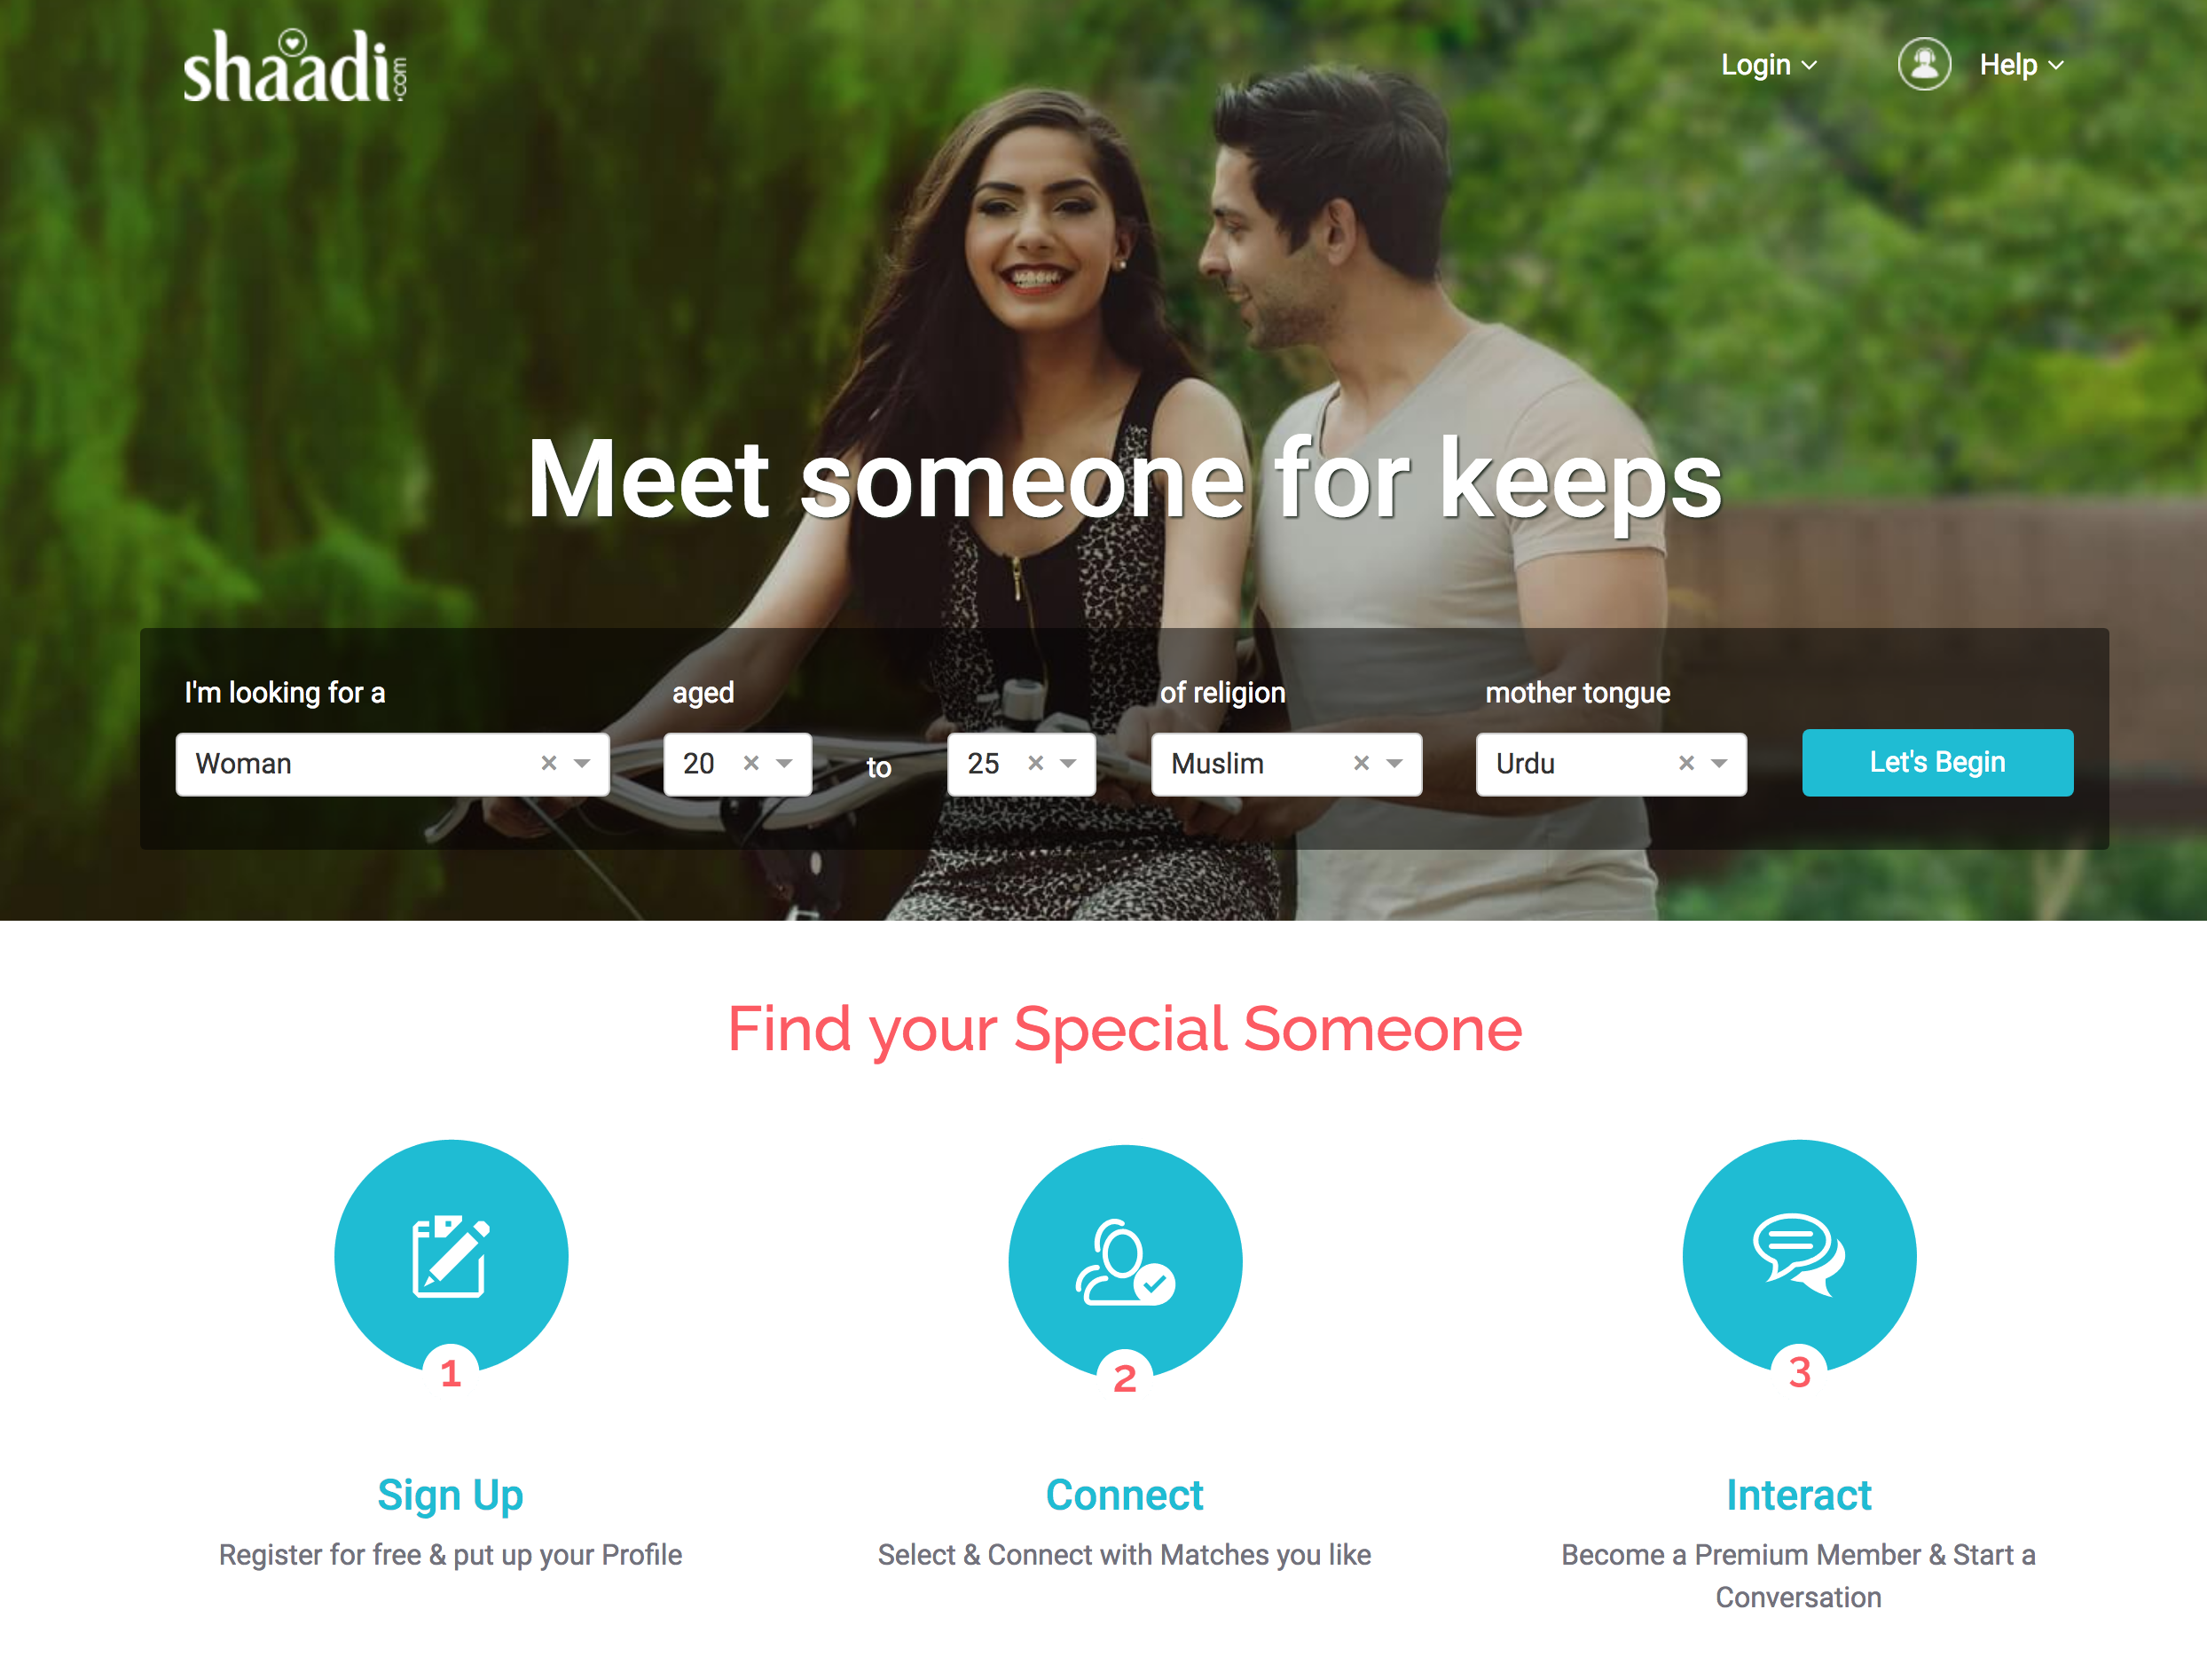 shaadi.com
Login
Help
Meet someone for keeps
I'm looking for a
aged
of religion
mother tongue
Woman × 20 × to 25 × Muslim × Urdu × Let's Begin
Find your Special Someone
1
2
3
Sign Up
Register for free & put up your Profile
Connect
Select & Connect with Matches you like
Interact
Become a Premium Member & Start a
Conversation